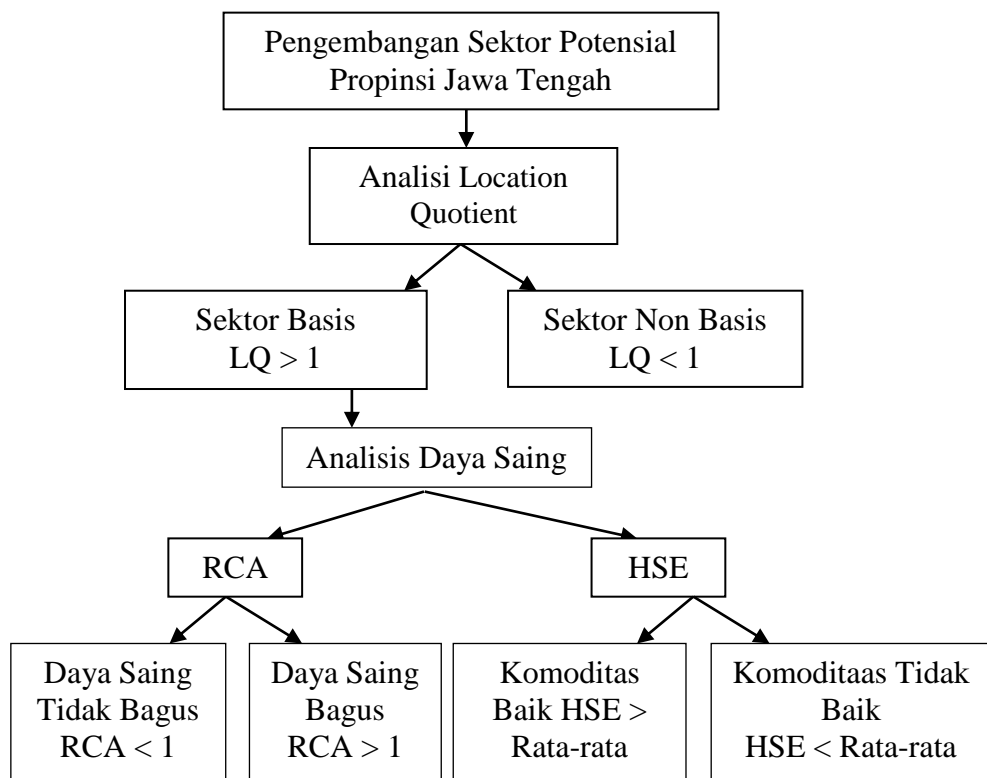 Pengembangan Sektor Potensial
Propinsi Jawa Tengah
Analisi Location
Quotient
Sektor Basis
LQ > 1
Sektor Non Basis
LQ < 1
Analisis Daya Saing
RCA
HSE
Daya Saing
Tidak Bagus
RCA < 1
Daya Saing
Bagus
RCA > 1
Komoditas
Baik HSE >
Rata-rata
Komoditaas Tidak
Baik
HSE < Rata-rata